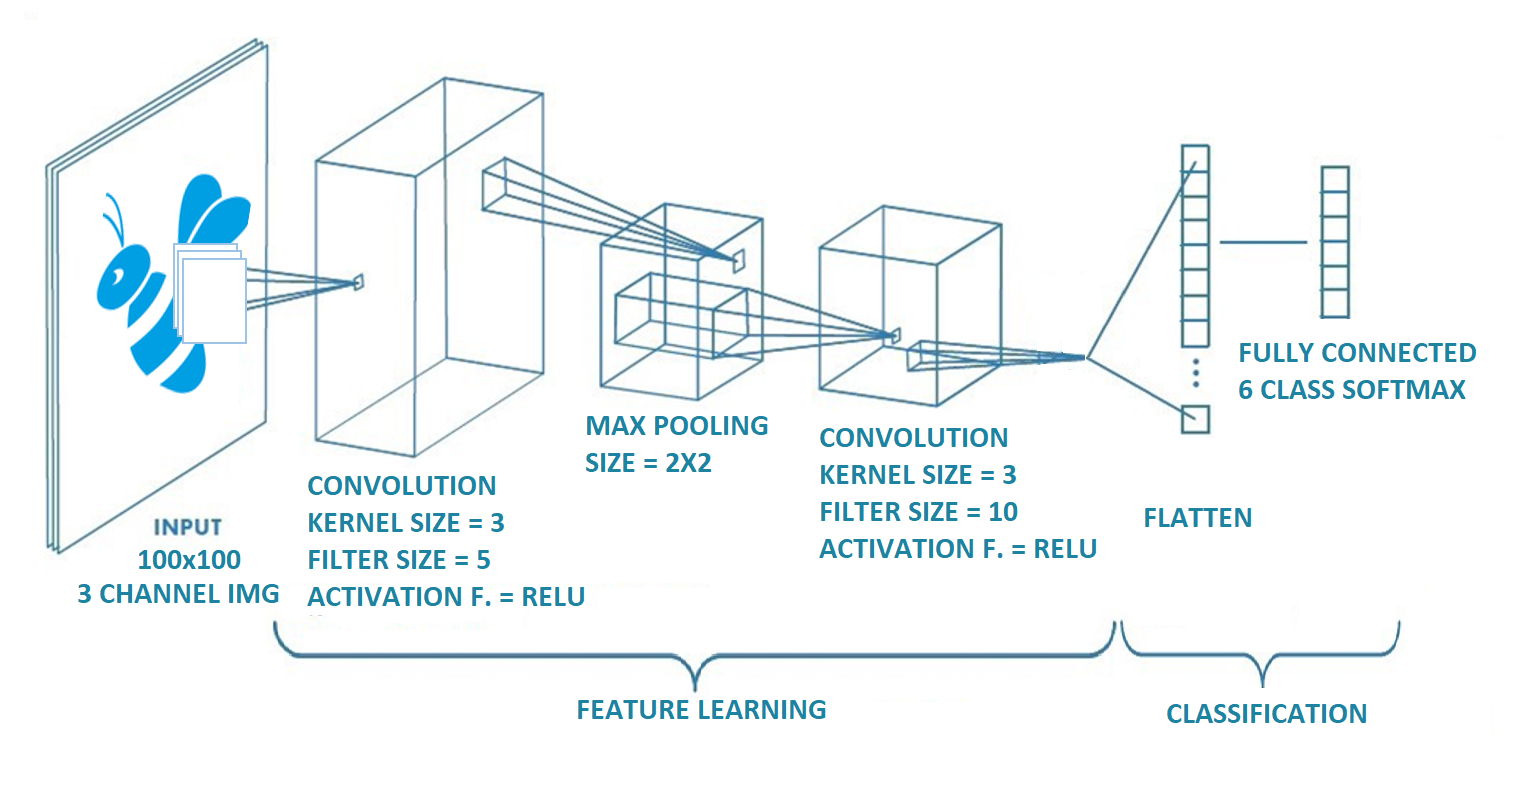 INPUT
100x100
3 CHANNEL IMG
CONVOLUTION
KERNEL SIZE = 3
FILTER SIZE = 5
ACTIVATION F. = RELU
MAX POOLING
SIZE = 2X2
CONVOLUTION
KERNEL SIZE = 3
FILTER SIZE = 10
ACTIVATION F. = RELU
FLATTEN
FULLY CONNECTED
6 CLASS SOFTMAX
FEATURE LEARNING
CLASSIFICATION